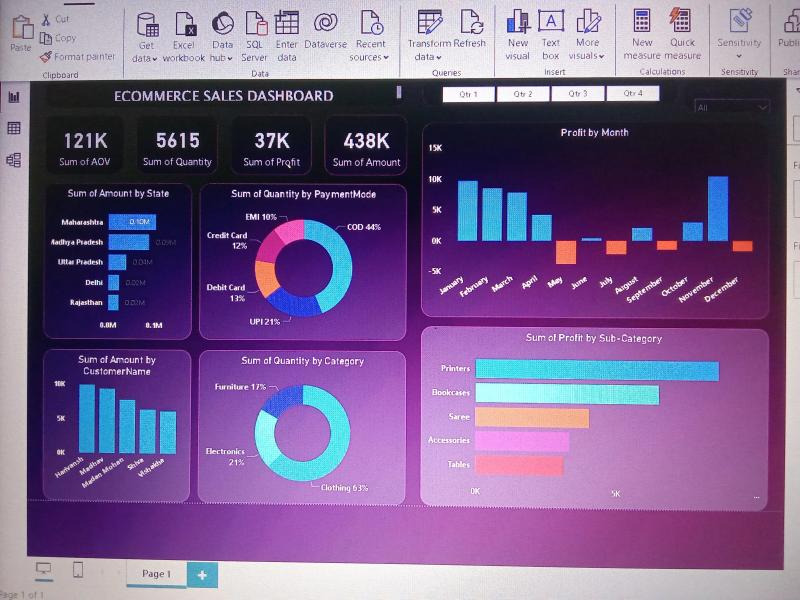 Paste
Cut
Copy
Format painter
Clipboard
Get data
Excel workbook
Data hub
SQL Server
Enter data
Dataverse
Recent sources
Data
Transform data
Refresh
Queries
New visual
Text box
More visuals
Insert
New measure
Quick measure
Calculations
Sensitivity
Sensitivity
ECOMMERCE SALES DASHBOARD
Qtr 1
Qtr 2
Qtr 3
Qtr 4
All
121K
Sum of AOV
5615
Sum of Quantity
37K
Sum of Profit
438K
Sum of Amount
Profit by Month
15K
10K
5K
0K
-5K
January
February
March
April
May
June
July
August
September
October
November
December
Sum of Amount by State
Maharashtra
0.10M
Madhya Pradesh
0.09M
Uttar Pradesh
0.04M
Delhi
0.02M
Rajasthan
0.02M
0.0M
0.1M
Sum of Quantity by PaymentMode
EMI 10%
COD 44%
Credit Card
12%
Debit Card
13%
UPI 21%
Sum of Amount by
CustomerName
10K
5K
0K
Harivansh
Madhav
Madan Mohan
Shiva
Vishakha
Sum of Quantity by Category
Furniture 17%
Electronics
21%
Clothing 63%
Sum of Profit by Sub-Category
Printers
Bookcases
Saree
Accessories
Tables
0K
5K
...
Page 1
+
Page 1 of 1